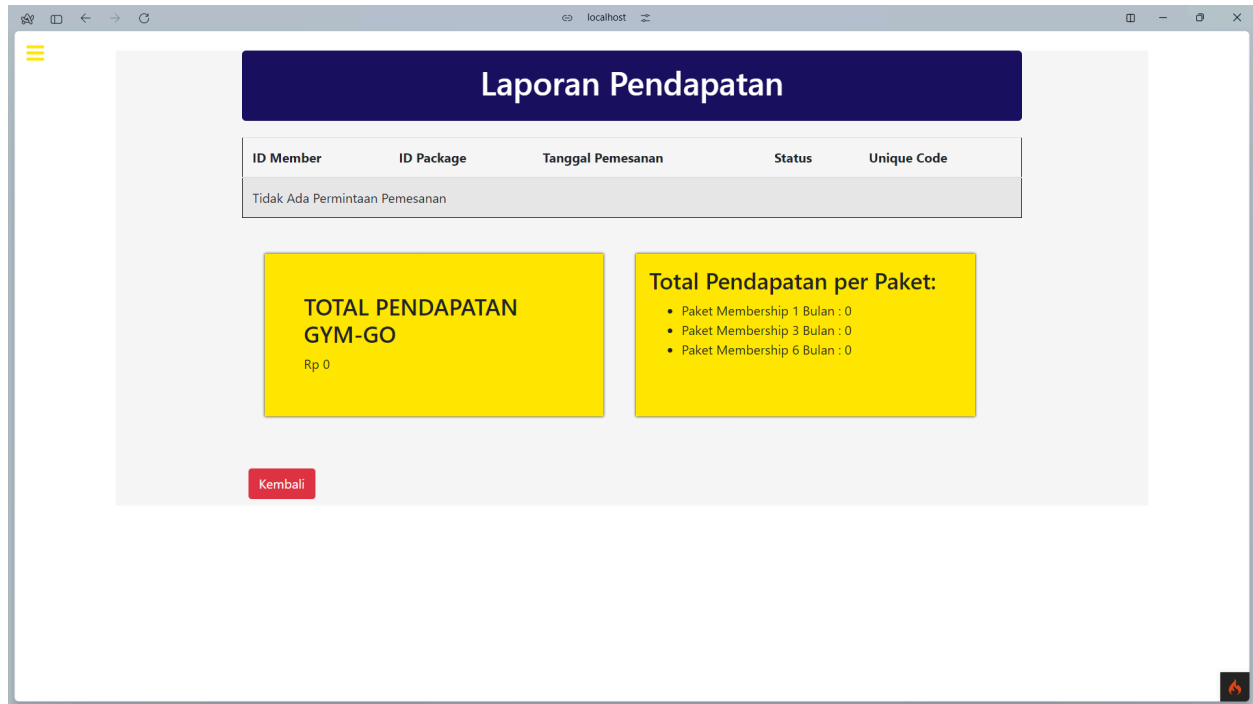 localhost
Laporan Pendapatan
ID Member ID Package Tanggal Pemesanan Status Unique Code
Tidak Ada Permintaan Pemesanan
TOTAL PENDAPATAN
GYM-GO
Rp 0
Total Pendapatan per Paket:
Paket Membership 1 Bulan : 0
Paket Membership 3 Bulan : 0
Paket Membership 6 Bulan : 0
Kembali